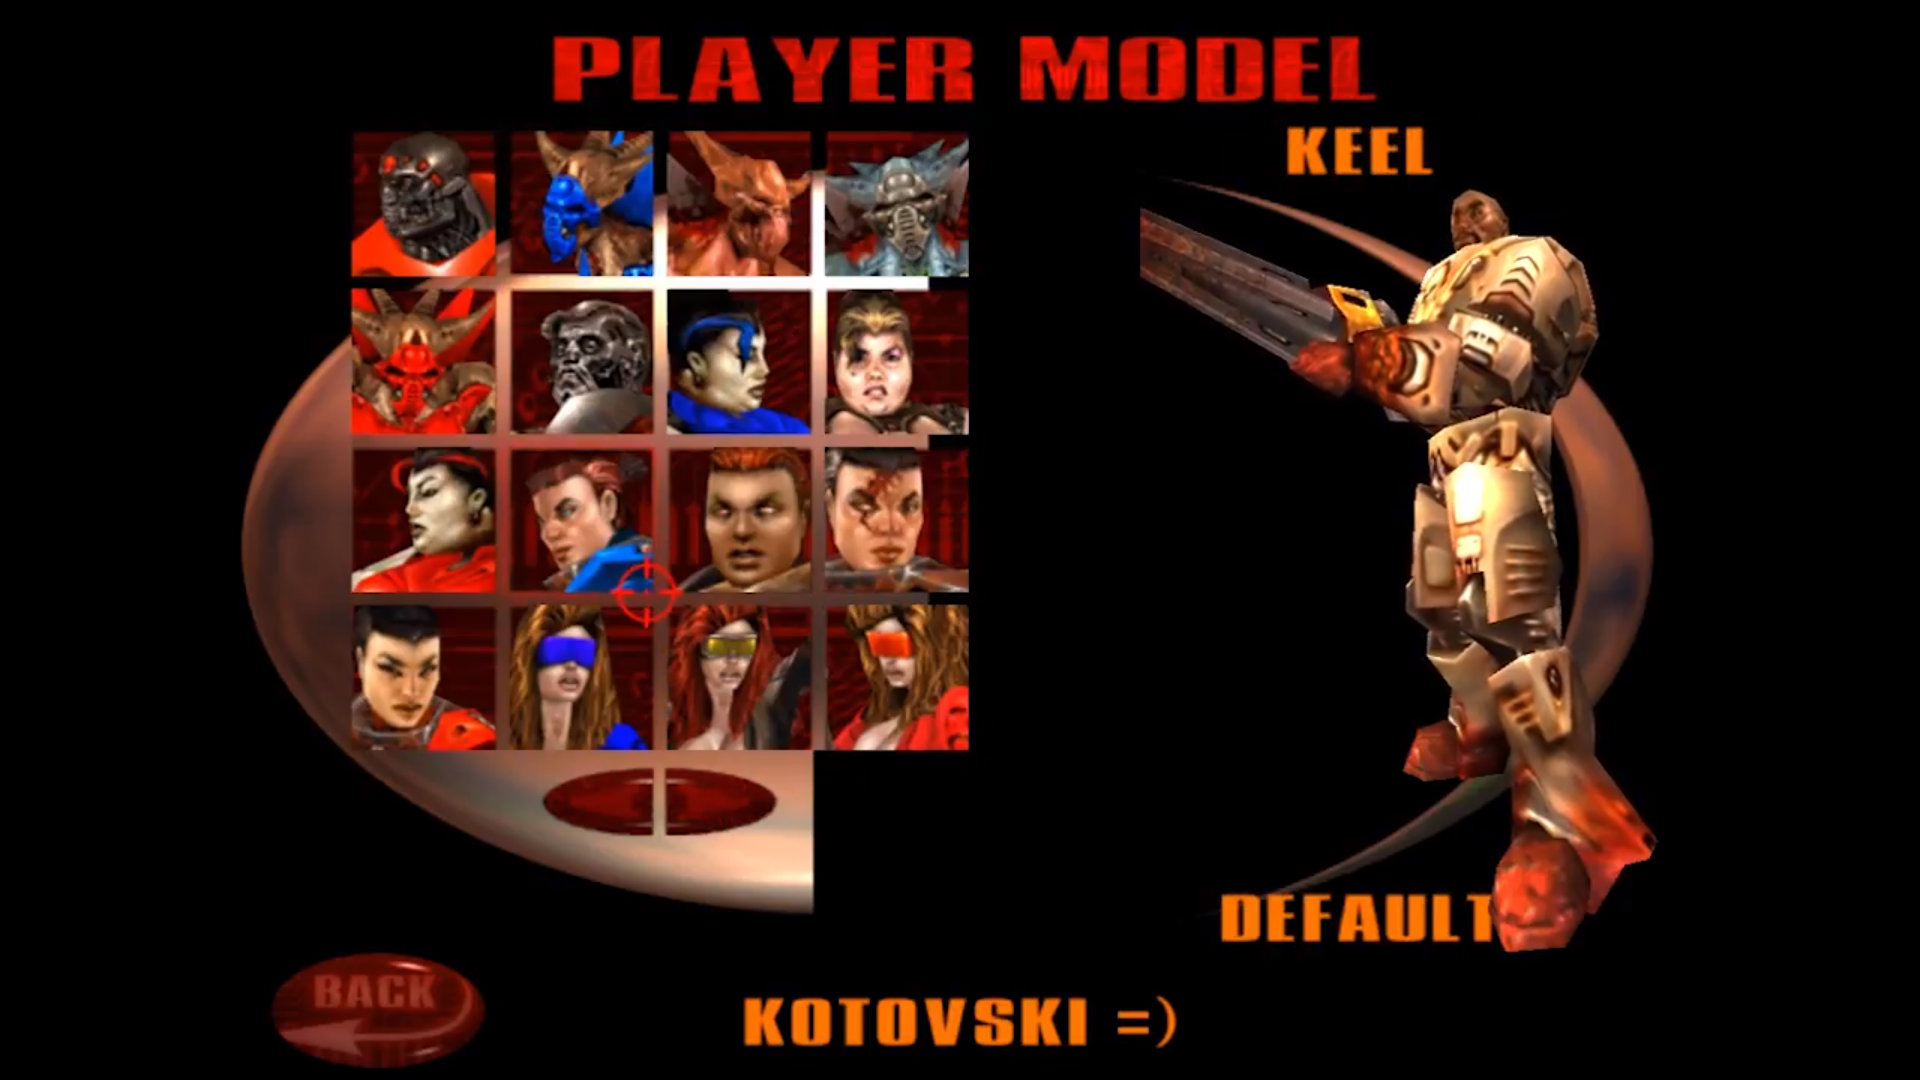 PLAYER MODEL
KEEL
DEFAULT
BACK
KOTOVSKI =)